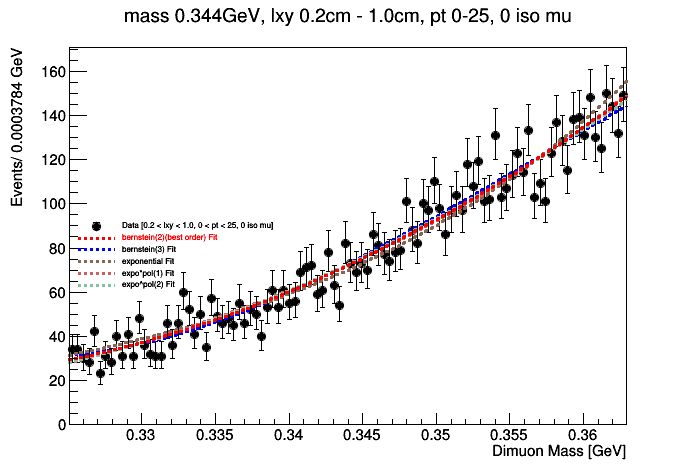 mass 0.344GeV, lxy 0.2cm - 1.0cm, pt 0-25, 0 iso mu
Events/ 0.0003784 GeV
160
140
120
100
80
60
40
20
0
Data [0.2 < lxy < 1.0, 0 < pt < 25, 0 iso mu]
bernstein(2)(best order) Fit
bernstein(3) Fit
exponential Fit
expo*pol(1) Fit
expo*pol(2) Fit
0.33 0.335 0.34 0.345 0.35 0.355 0.36
Dimuon Mass [GeV]